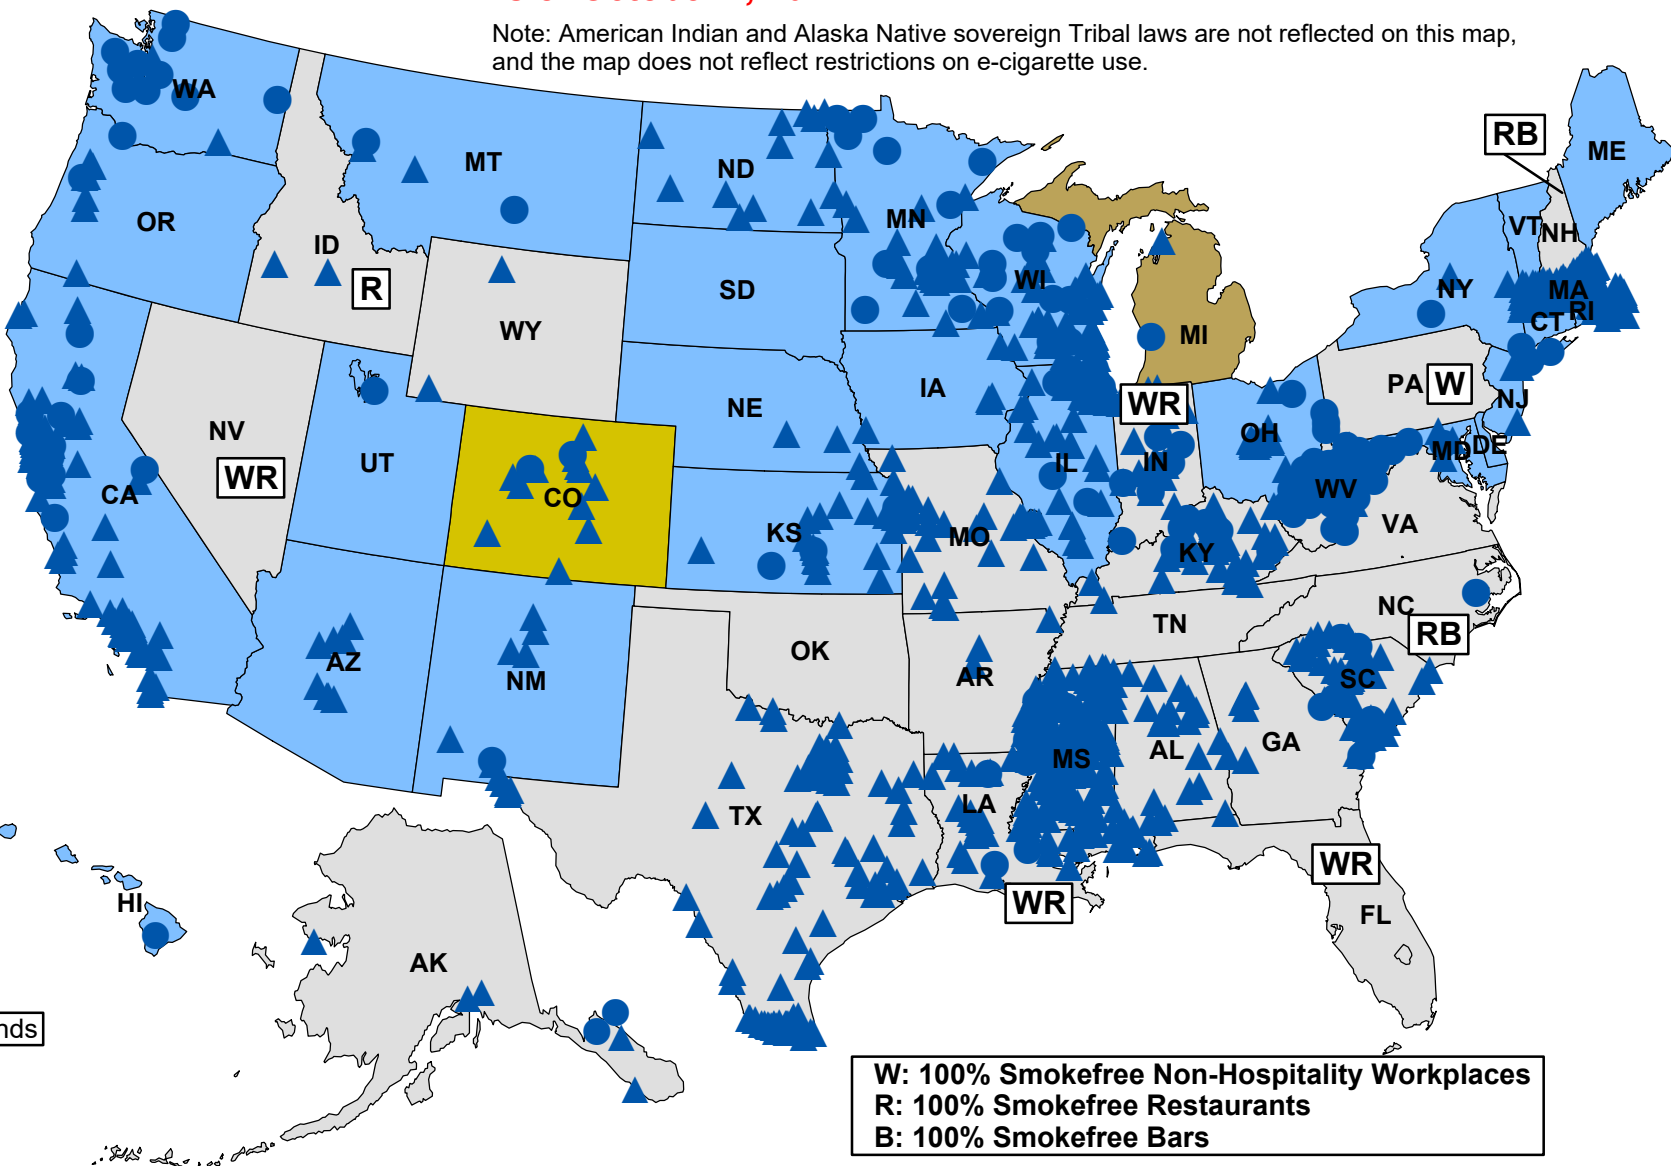 Note: American Indian and Alaska Native sovereign Tribal laws are not reflected on this map,
and the map does not reflect restrictions on e-cigarette use.
WA
MT
ND
MN
RB
ME
OR
ID
R
WY
SD
WI
MI
NY
VT
NH
MA
CT
RI
NV
WR
UT
CO
NE
IA
WR
IL
IN
OH
PA
W
NJ
MD
DE
WV
VA
CA
KS
MO
KY
AZ
NM
OK
AR
TN
NC
RB
SC
TX
LA
MS
AL
GA
WR
WR
FL
HI
AK
nds
W: 100% Smokefree Non-Hospitality Workplaces
R: 100% Smokefree Restaurants
B: 100% Smokefree Bars